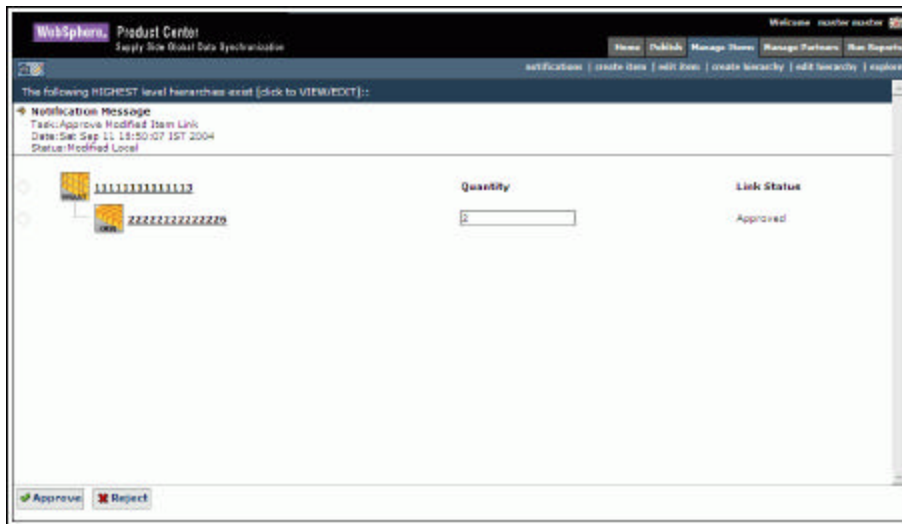 WebSphere. Product Center
Supply Side Global Data Synchronization
Welcome master master
Home Publish Manage Items Manage Partners Run Reports
notifications | create item | edit item | create hierarchy | edit hierarchy | explore
The following HIGHEST level hierarchies exist [click to VIEW/EDIT]::
Notification Message
Task:Approve Modified Item Link
Date:Sat Sep 11 18:50:07 IST 2004
Status:Modified Local
11111111111113 Quantity Link Status
22222222222226 2 Approved
Approve Reject